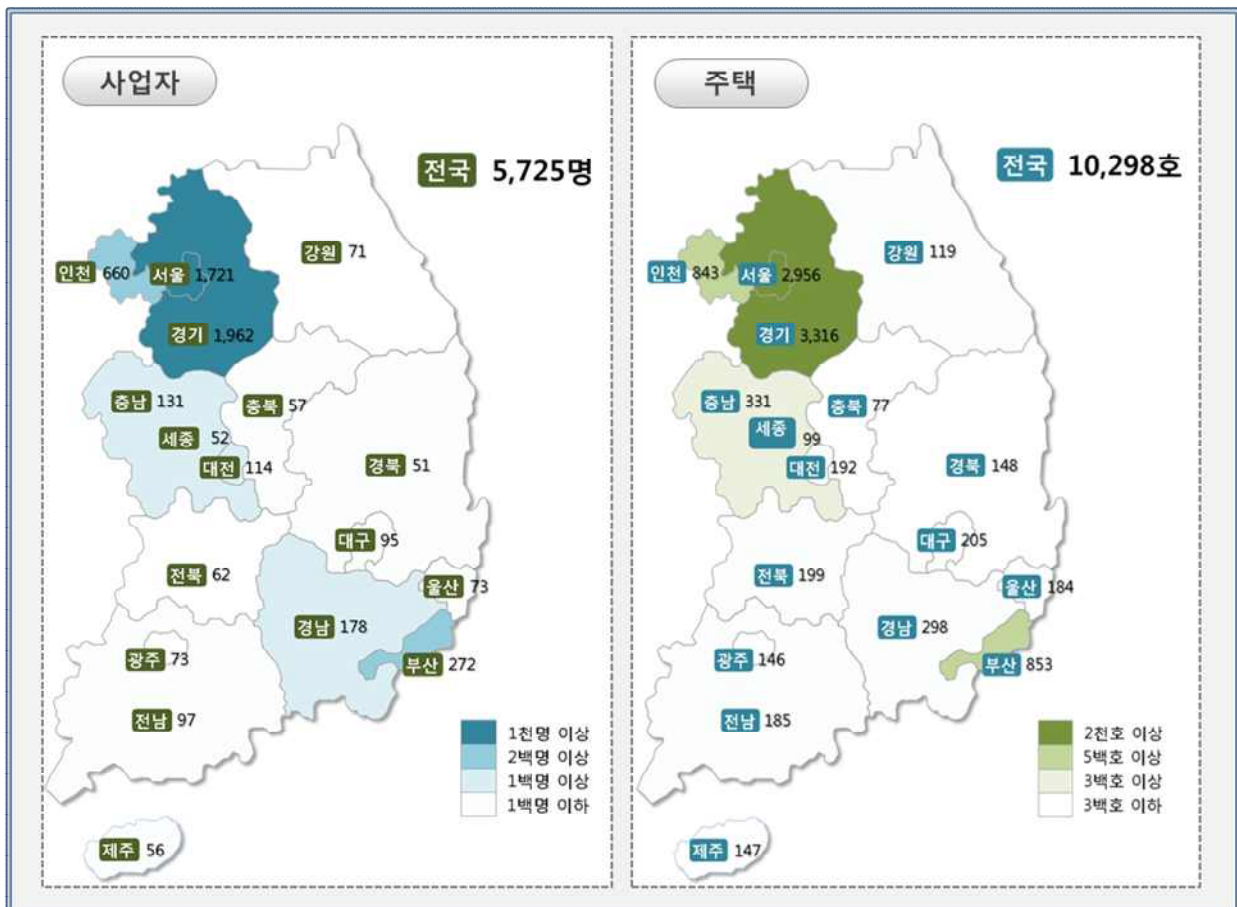 사업자
전국 5,725명
강원 71
인천 660
서울 1,721
경기 1,962
충남 131
충북 57
세종 52
대전 114
경북 51
대구 95
전북 62
울산 73
경남 178
광주 73
부산 272
전남 97
1천명 이상
2백명 이상
1백명 이상
1백명 이하
제주 56
주택
전국 10,298호
강원 119
인천 843
서울 2,956
경기 3,316
충남 331
충북 77
세종 99
대전 192
경북 148
대구 205
전북 199
울산 184
경남 298
광주 146
부산 853
전남 185
2천호 이상
5백호 이상
3백호 이상
3백호 이하
제주 147